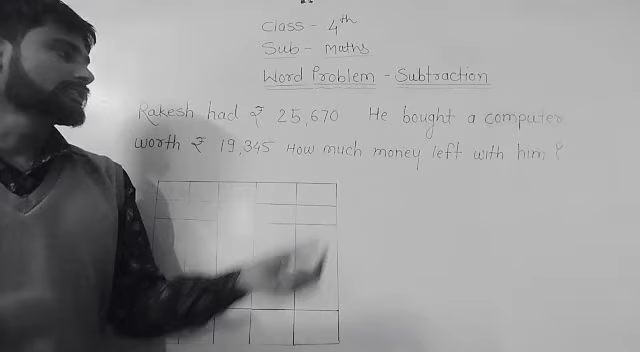 Class - 4th
Sub - Maths
Word Problem - Subtraction
Rakesh had ₹ 25,670 He bought a computer
worth ₹ 19,345 How much money left with him ?